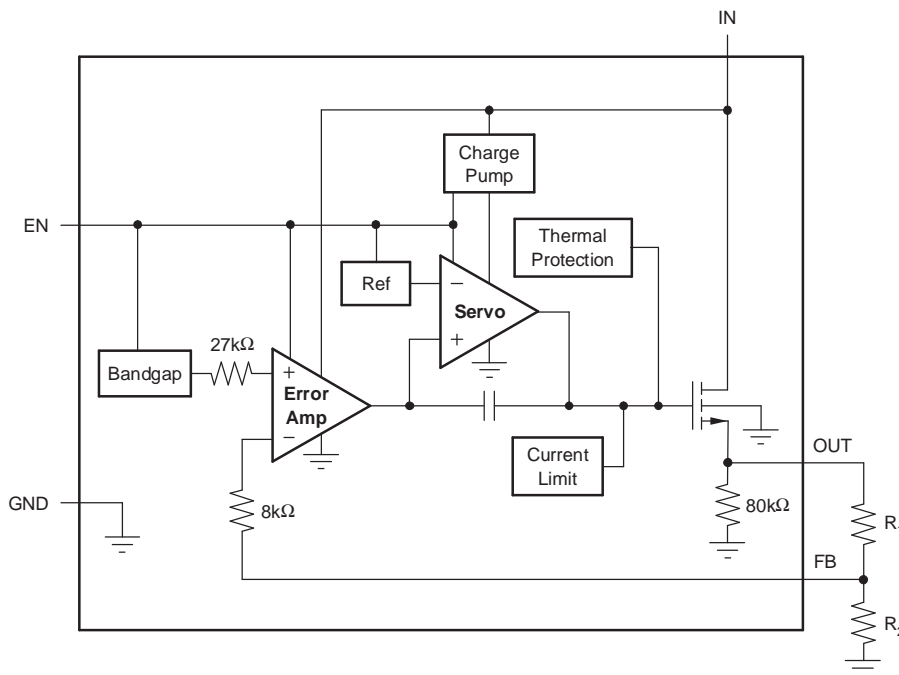 IN
Charge
Pump
EN
Thermal
Protection
Ref
−
Servo
+
27kΩ
Bandgap
+
Error
Amp
−
Current
Limit
OUT
GND
8kΩ
80kΩ
FB